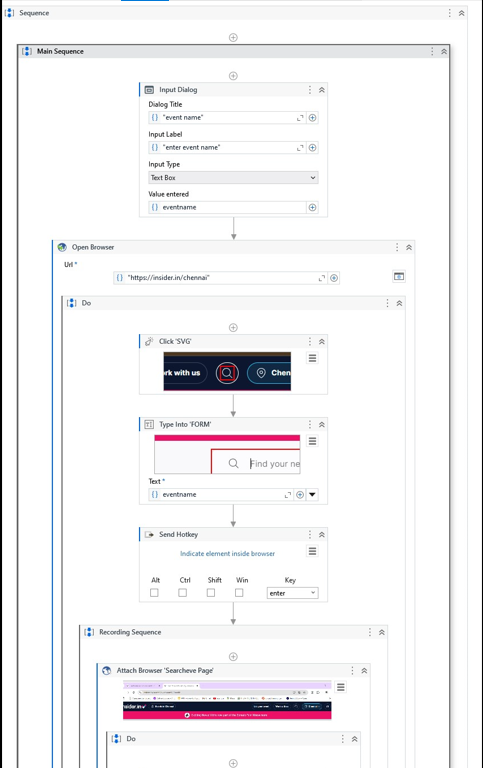 Sequence
Main Sequence
Input Dialog
Dialog Title
"event name"
Input Label
"enter event name"
Input Type
Text Box
Value entered
eventname
Open Browser
Url *
"https://insider.in/chennai"
Do
Click 'SVG'
rk with us
Chen
Type Into 'FORM'
Find your ne
Text *
eventname
Send Hotkey
Indicate element inside browser
Alt Ctrl Shift Win Key
enter
Recording Sequence
Attach Browser 'Searcheve Page'
Do